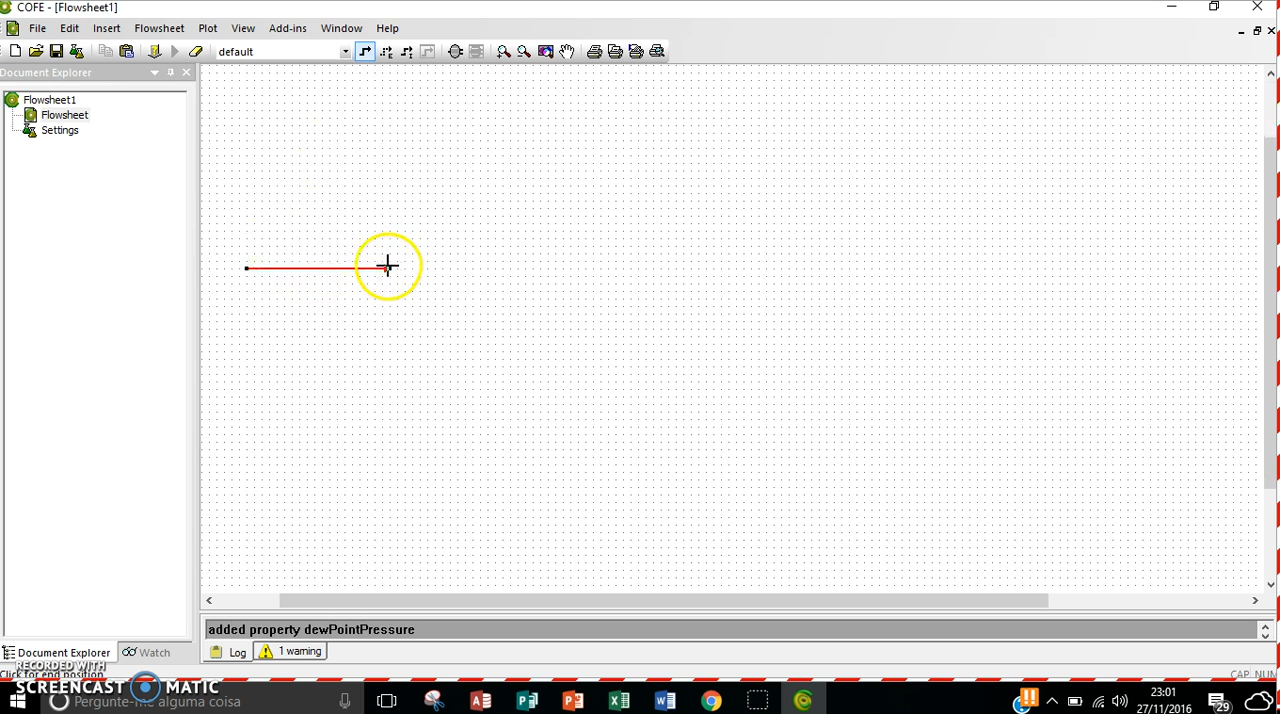 COFE - [Flowsheet1]
File Edit Insert Flowsheet Plot View Add-ins Window Help
default
Document Explorer
Flowsheet1
Flowsheet
Settings
added property dewPointPressure
Document Explorer Watch
Log 1 warning
RECORDED WITH
Click for end position
CAP NUM
SCREENCAST MATIC
Pergunte-me alguma coisa
23:01
27/11/2016
29